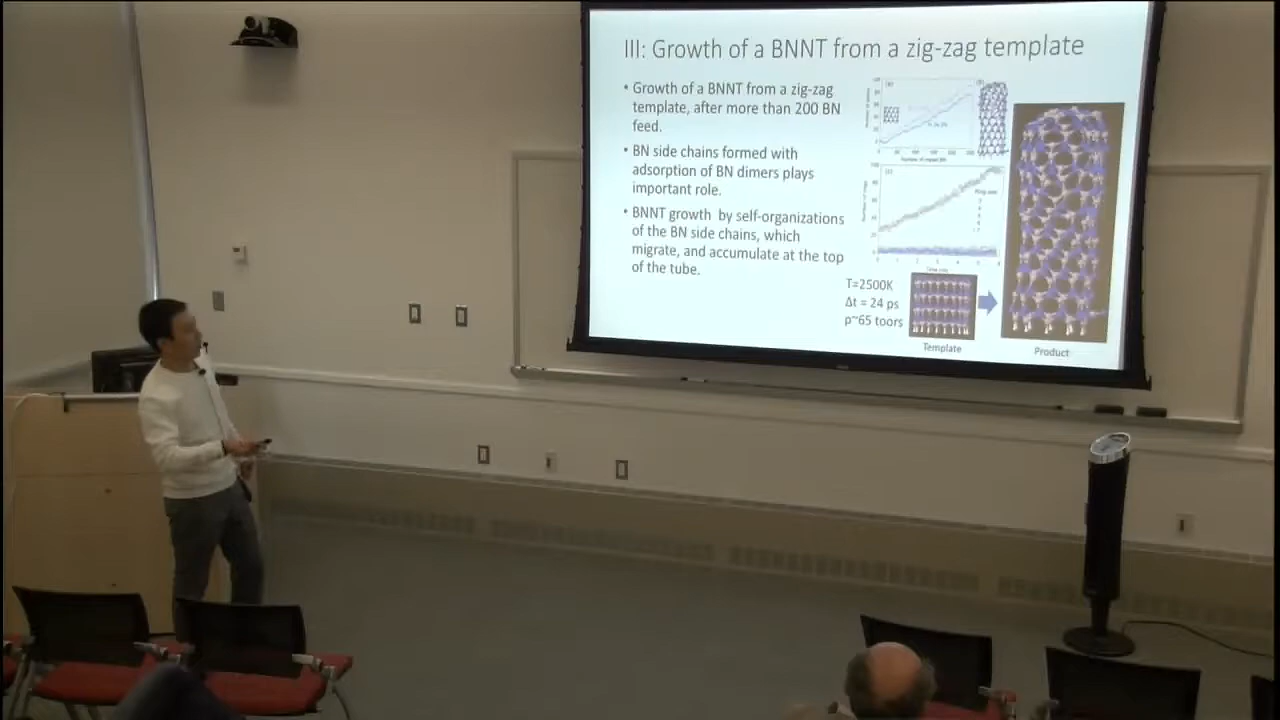 III: Growth of a BNNT from a zig-zag template
• Growth of a BNNT from a zig-zag
template, after more than 200 BN
feed.
• BN side chains formed with
adsorption of BN dimers plays
important role.
• BNNT growth by self-organizations
of the BN side chains, which
migrate, and accumulate at the top
of the tube.
T=2500K
Δt = 24 ps
p~65 toors
Template
Product